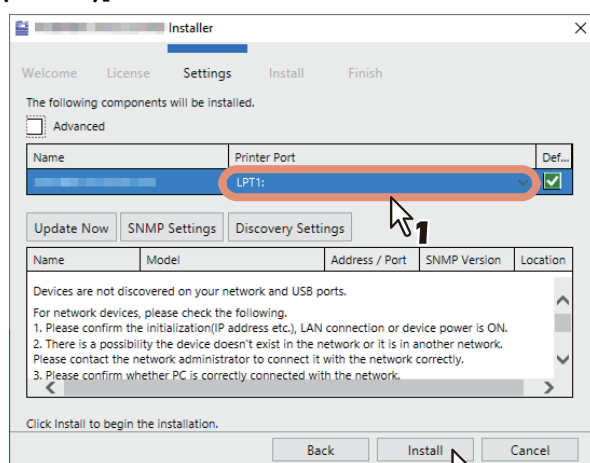 Installer
Welcome License Settings Install Finish
The following components will be installed.
Advanced
Name Printer Port Def...
LPT1:
1
Update Now SNMP Settings Discovery Settings
Name Model Address / Port SNMP Version Location
Devices are not discovered on your network and USB ports.
For network devices, please check the following.
1. Please confirm the initialization(IP address etc.), LAN connection or device power is ON.
2. There is a possibility the device doesn't exist in the network or it is in another network.
Please contact the network administrator to connect it with the network correctly.
3. Please confirm whether PC is correctly connected with the network.
Click Install to begin the installation.
Back Install Cancel